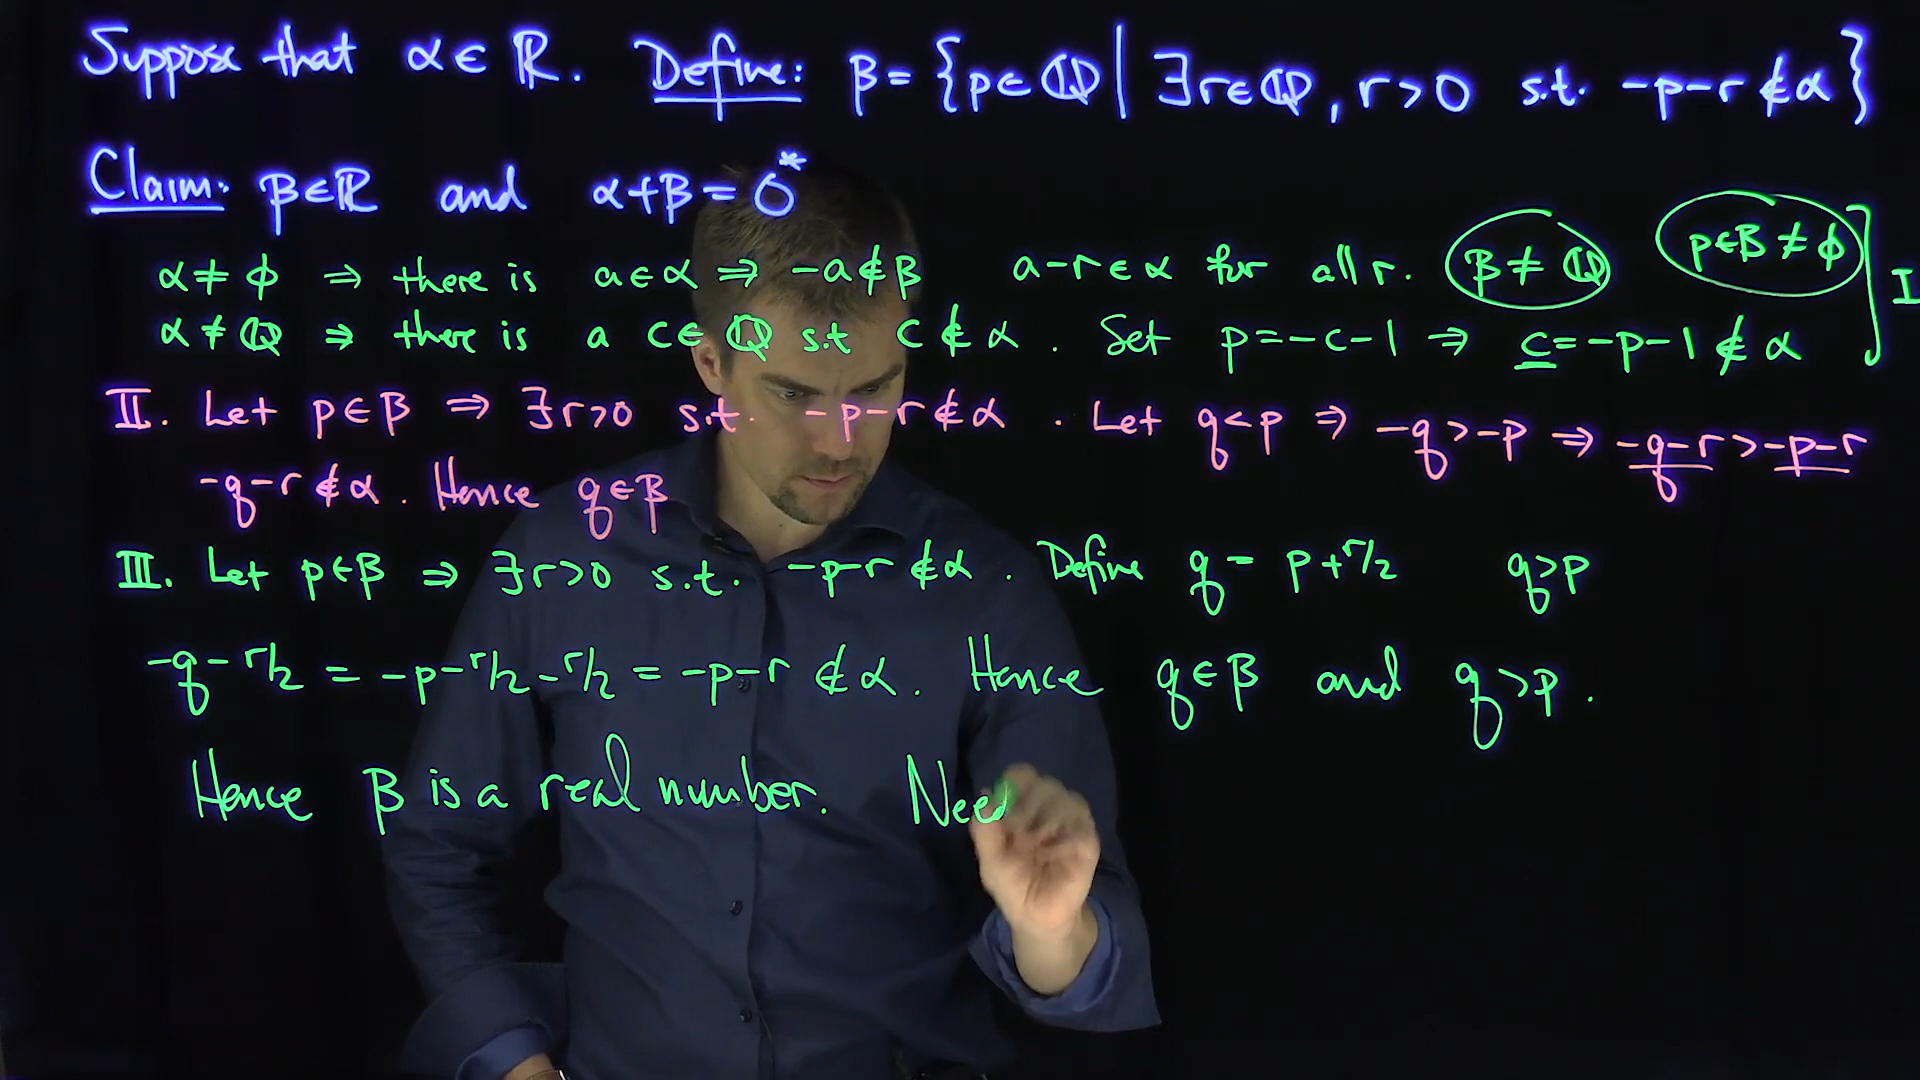 Suppose that α∈ℝ. Define: β = {p∈ℚ | ∃r∈ℚ, r>0 s.t. -p-r∉α}
Claim: β∈ℝ and α+β=0*
α≠ϕ ⇒ there is a∈α ⇒ -a∉β a-r∈α for all r. β≠ℚ p∈β≠ϕ ] I
α≠ℚ ⇒ there is a c∈ℚ s.t c∉α. Set p=-c-1 ⇒ c=-p-1∉α
II. Let p∈β ⇒ ∃r>0 s.t. -p-r∉α. Let q<p ⇒ -q>-p ⇒ -q-r>-p-r
-q-r∉α. Hence q∈β
III. Let p∈β ⇒ ∃r>0 s.t. -p-r∉α. Define q = p+r/2 q>p
-q-r/2 = -p-r/2-r/2 = -p-r∉α. Hence q∈β and q>p.
Hence β is a real number. Need